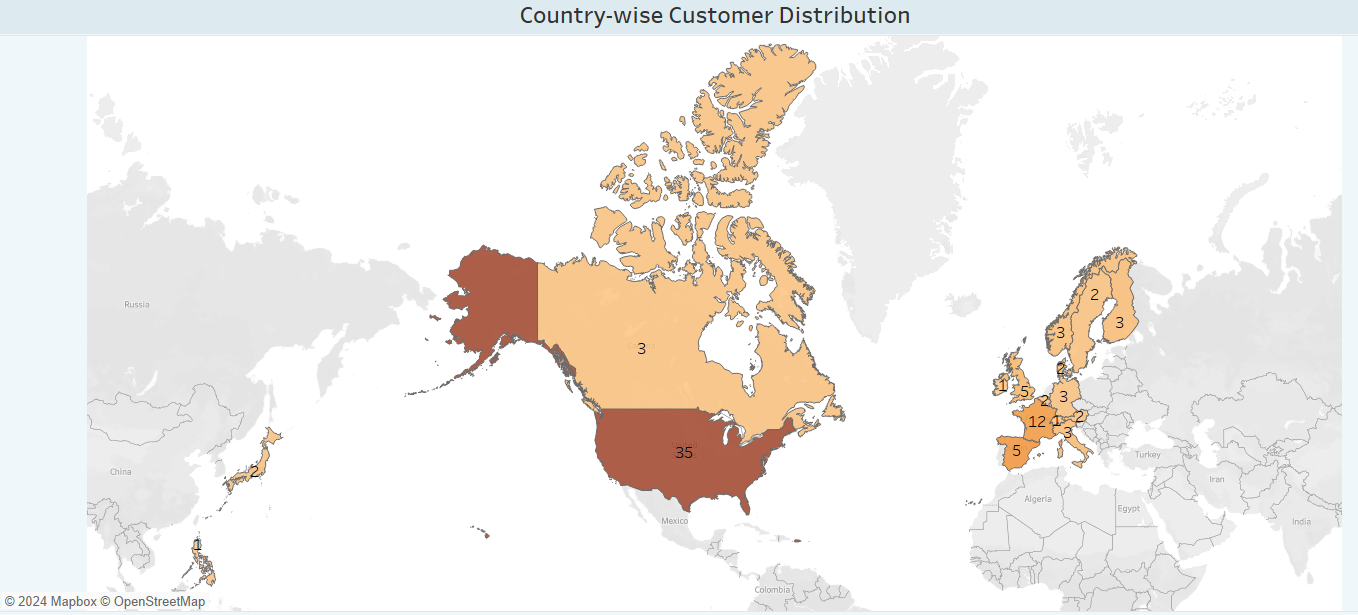 Country-wise Customer Distribution
Russia
2
3
3
3
2
1
5
2
3
12
1
2
3
35
5
Turkey
China
2
Iran
Algeria
Egypt
Mexico
India
1
Colombia
© 2024 Mapbox © OpenStreetMap